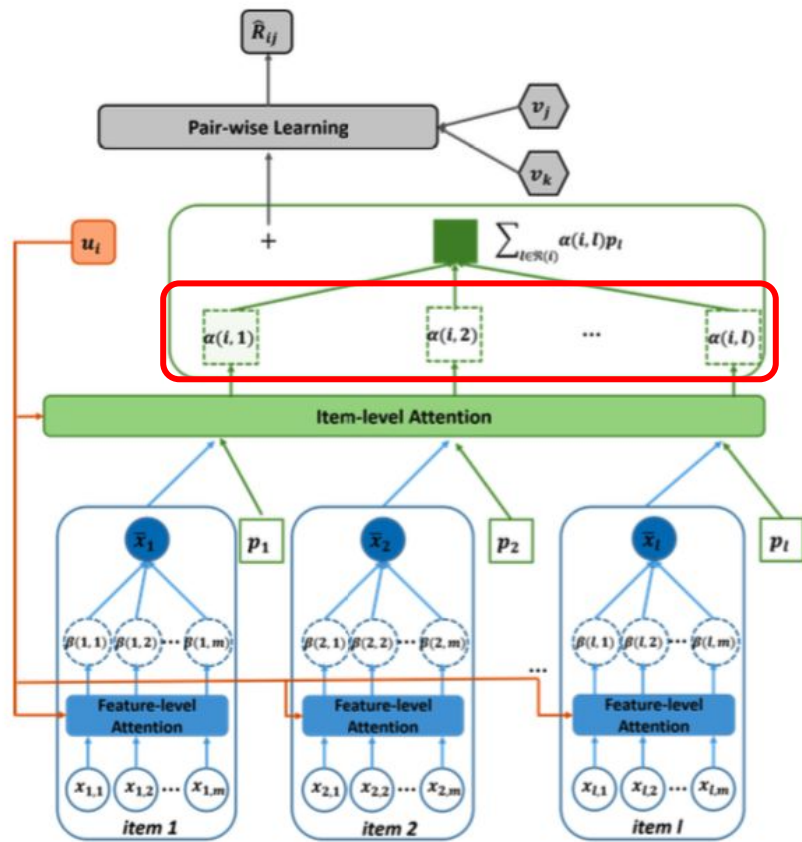 R̂ᵢⱼ
Pair-wise Learning
vⱼ
vₖ
uᵢ
+
∑_{l∈ℜ(i)} α(i, l)pₗ
α(i, 1) α(i, 2) ... α(i, l)
Item-level Attention
x̄₁ p₁ x̄₂ p₂ x̄ₗ pₗ
β(1, 1) β(1, 2) ... β(1, m) β(2, 1) β(2, 2) ... β(2, m) β(l, 1) β(l, 2) ... β(l, m)
...
Feature-level Attention Feature-level Attention Feature-level Attention
x₁,₁ x₁,₂ ... x₁,ₘ x₂,₁ x₂,₂ ... x₂,ₘ xₗ,₁ xₗ,₂ ... xₗ,ₘ
item 1 item 2 item l